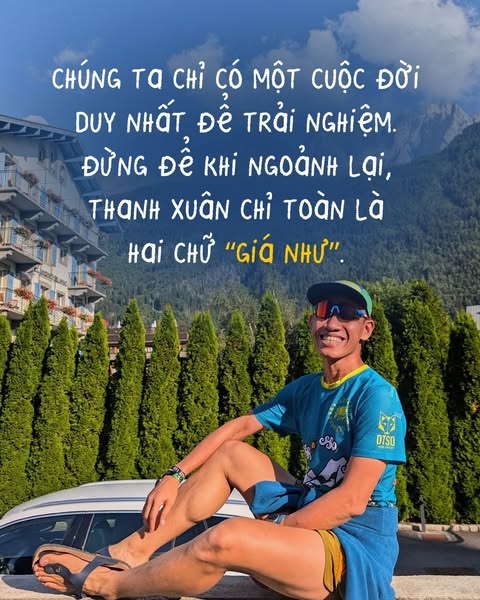 CHÚNG TA CHỈ CÓ MỘT CUỘC ĐỜI
DUY NHẤT ĐỂ TRẢI NGHIỆM.
ĐỪNG ĐỂ KHI NGOẢNH LẠI,
THANH XUÂN CHỈ TOÀN LÀ
HAI CHỮ “GIÁ NHƯ”.
OTSO